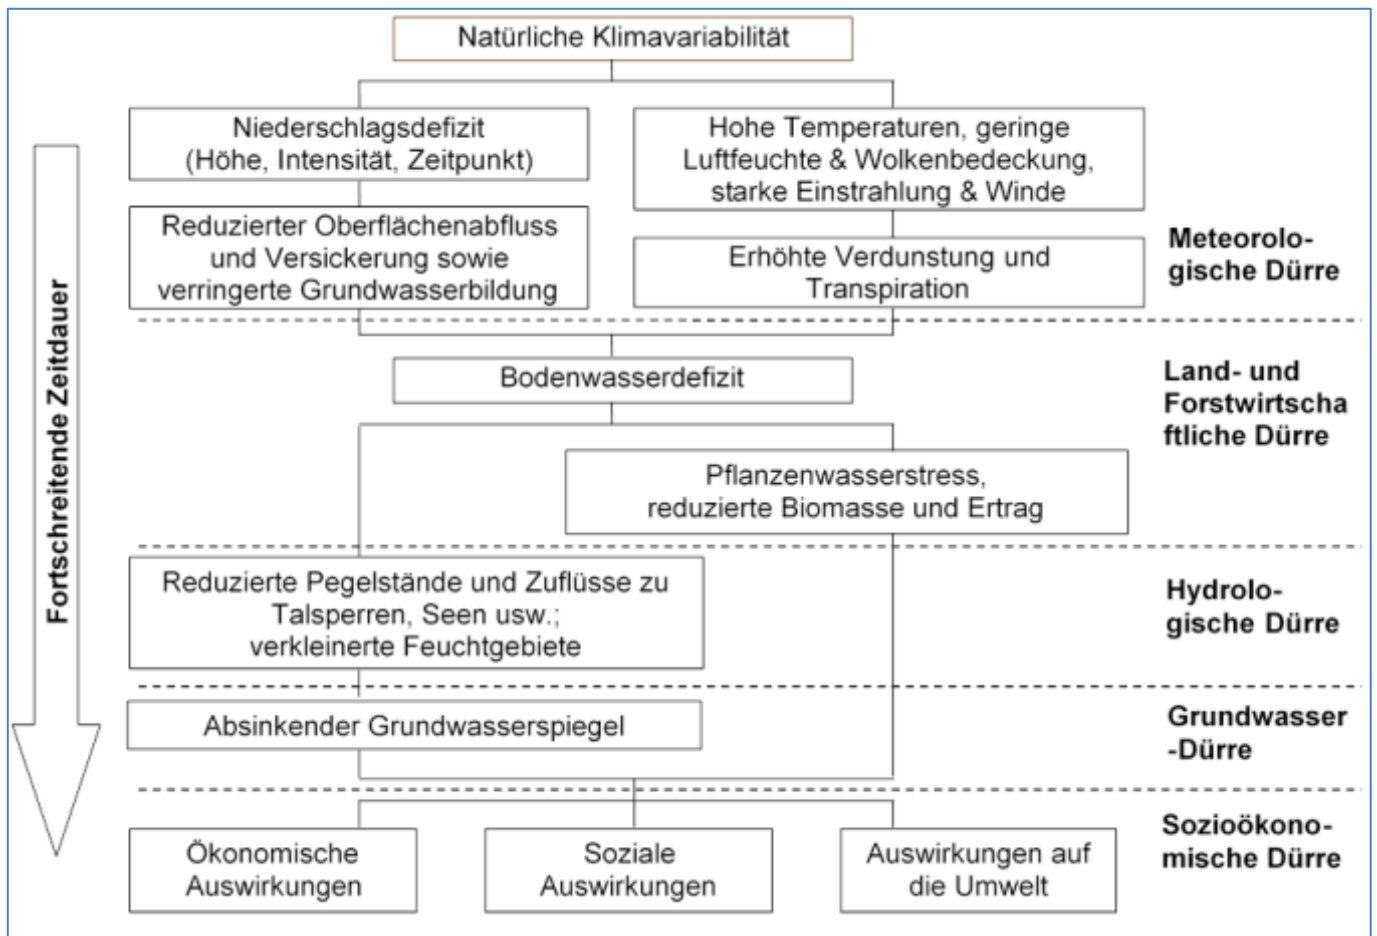 Natürliche Klimavariabilität
Niederschlagsdefizit
(Höhe, Intensität, Zeitpunkt)
Hohe Temperaturen, geringe
Luftfeuchte & Wolkenbedeckung,
starke Einstrahlung & Winde
Reduzierter Oberflächenabfluss
und Versickerung sowie
verringerte Grundwasserbildung
Erhöhte Verdunstung und
Transpiration
Meteorolo-
gische Dürre
Bodenwasserdefizit
Pflanzenwasserstress,
reduzierte Biomasse und Ertrag
Land- und
Forstwirtscha
ftliche Dürre
Reduzierte Pegelstände und Zuflüsse zu
Talsperren, Seen usw.;
verkleinerte Feuchtgebiete
Hydrolo-
gische Dürre
Absinkender Grundwasserspiegel
Grundwasser
-Dürre
Ökonomische
Auswirkungen
Soziale
Auswirkungen
Auswirkungen auf
die Umwelt
Sozioökono-
mische Dürre
Fortschreitende Zeitdauer